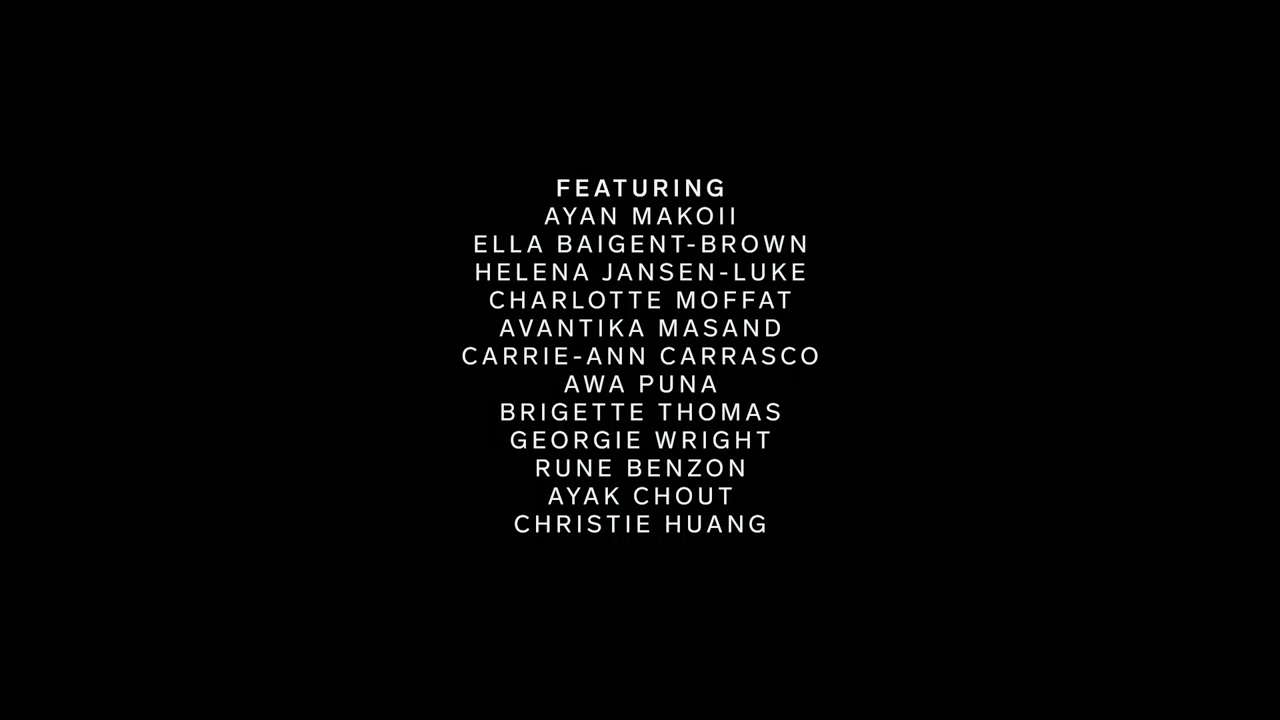 FEATURING
AYAN MAKOII
ELLA BAIGENT-BROWN
HELENA JANSEN-LUKE
CHARLOTTE MOFFAT
AVANTIKA MASAND
CARRIE-ANN CARRASCO
AWA PUNA
BRIGETTE THOMAS
GEORGIE WRIGHT
RUNE BENZON
AYAK CHOUT
CHRISTIE HUANG